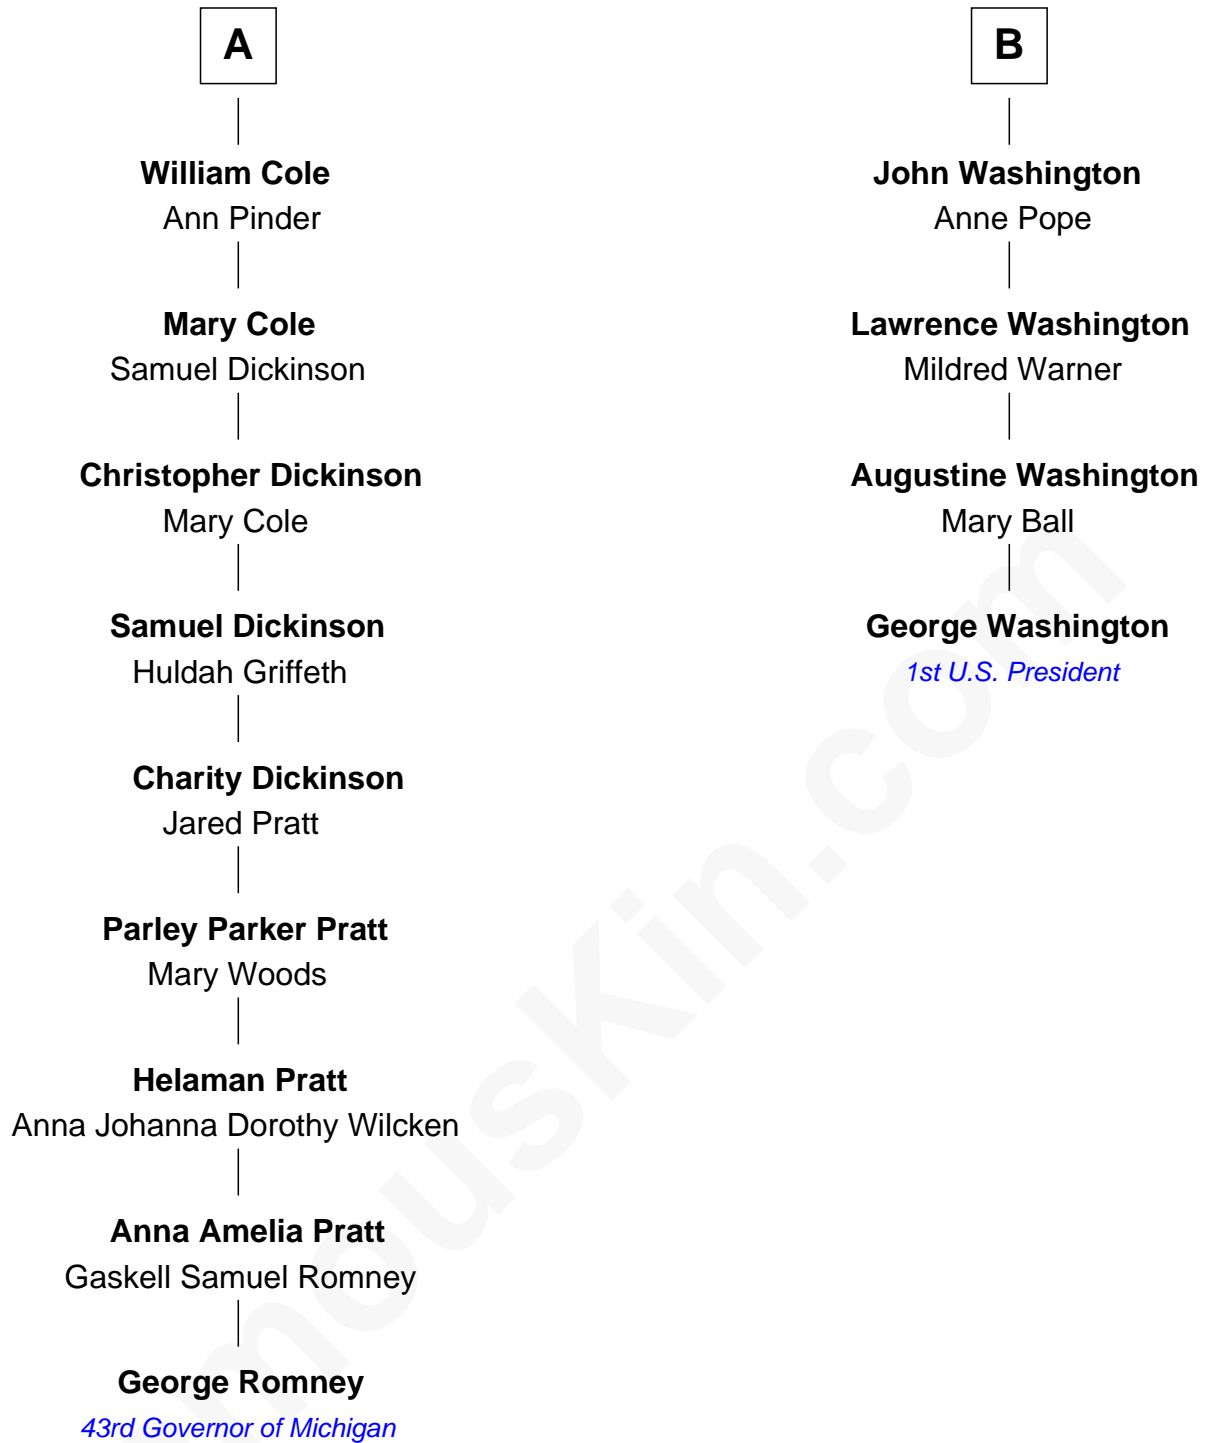 A
William Cole
Ann Pinder
Mary Cole
Samuel Dickinson
Christopher Dickinson
Mary Cole
Samuel Dickinson
Huldah Griffeth
Charity Dickinson
Jared Pratt
Parley Parker Pratt
Mary Woods
Helaman Pratt
Anna Johanna Dorothy Wilcken
Anna Amelia Pratt
Gaskell Samuel Romney
George Romney
43rd Governor of Michigan
B
John Washington
Anne Pope
Lawrence Washington
Mildred Warner
Augustine Washington
Mary Ball
George Washington
1st U.S. President
mousKin.com